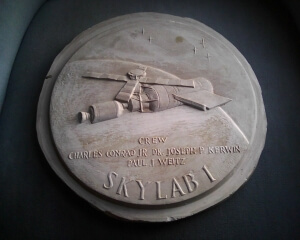 CREW
CHARLES CONRAD JR. DR. JOSEPH P. KERWIN
PAUL J. WEITZ
SKYLAB I